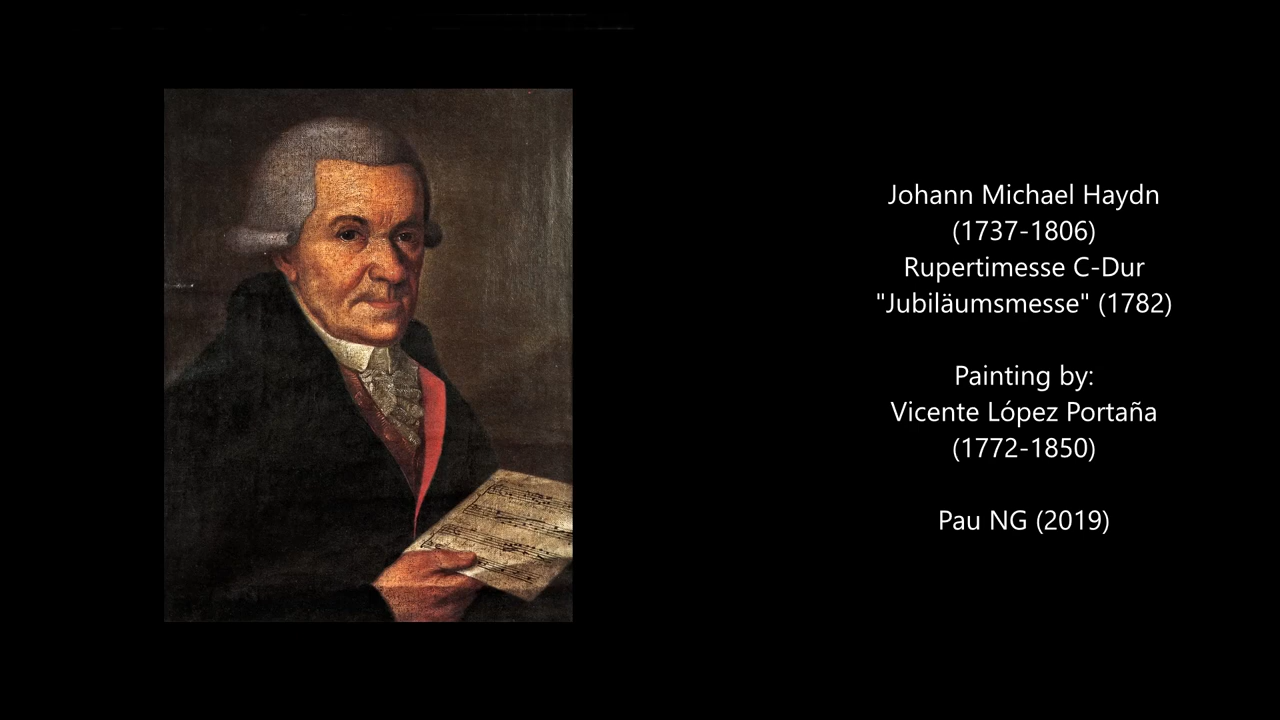 Johann Michael Haydn
(1737-1806)
Rupertimesse C-Dur
"Jubiläumsmesse" (1782)
Painting by:
Vicente López Portaña
(1772-1850)
Pau NG (2019)